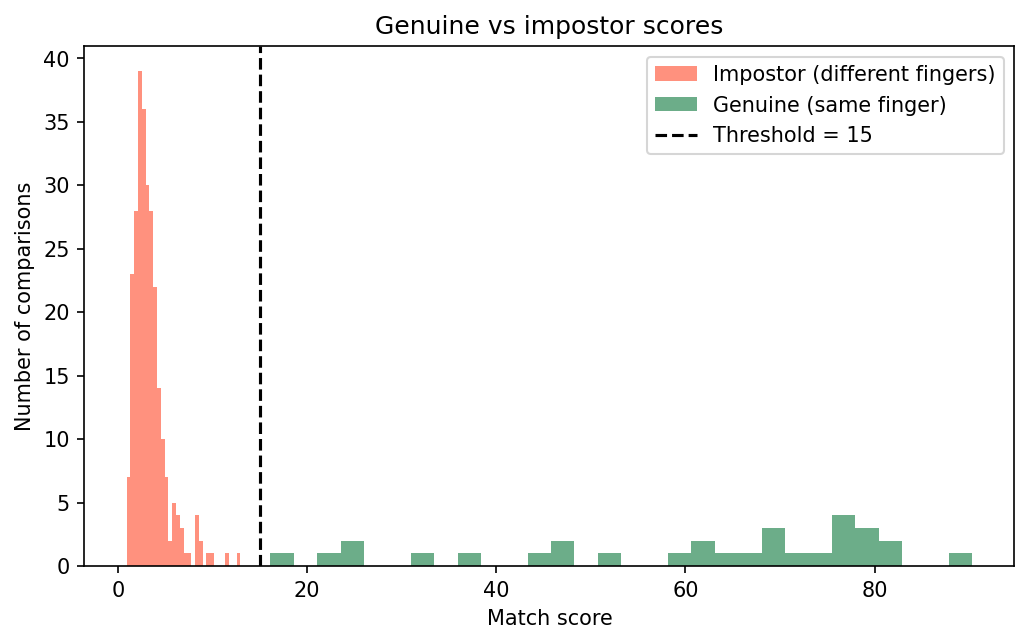 Genuine vs impostor scores
Impostor (different fingers)
Genuine (same finger)
Threshold = 15
Number of comparisons
40
35
30
25
20
15
10
5
0
0 20 40 60 80
Match score